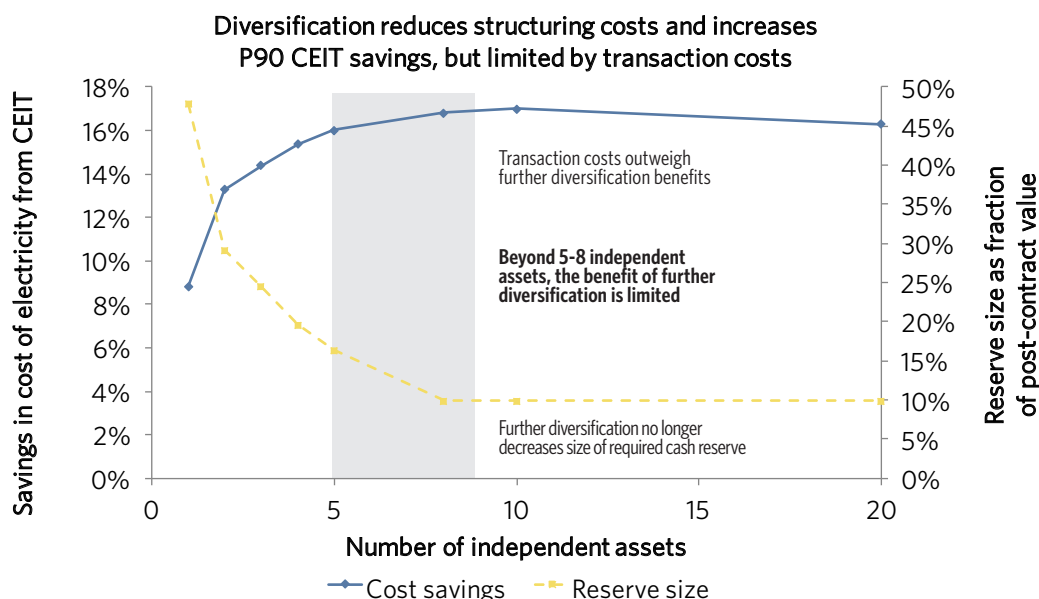 Diversification reduces structuring costs and increases
P90 CEIT savings, but limited by transaction costs
Savings in cost of electricity from CEIT
18%
16%
14%
12%
10%
8%
6%
4%
2%
0%
50%
45%
40%
35%
30%
25%
20%
15%
10%
5%
0%
Reserve size as fraction
of post-contract value
Transaction costs outweigh
further diversification benefits
Beyond 5-8 independent
assets, the benefit of further
diversification is limited
Further diversification no longer
decreases size of required cash reserve
0 5 10 15 20
Number of independent assets
Cost savings Reserve size